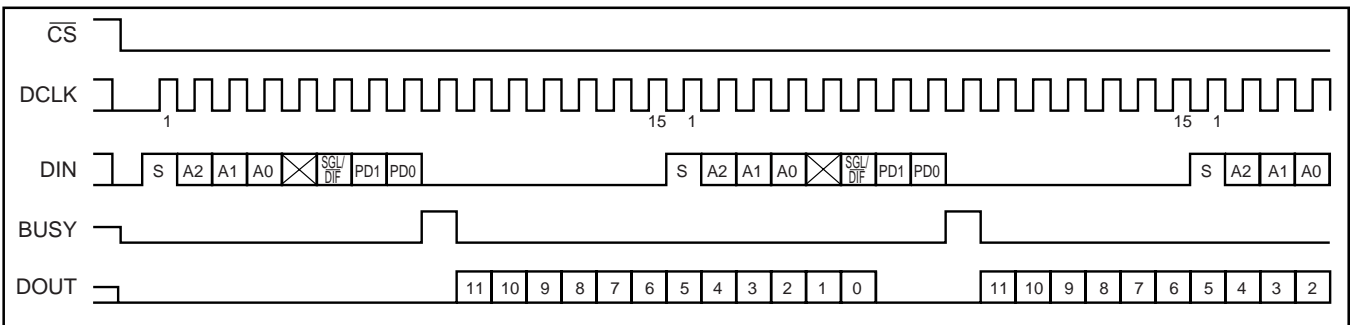 CS
DCLK
1 15 1 15 1
DIN S A2 A1 A0 SGL/DIF PD1 PD0 S A2 A1 A0 SGL/DIF PD1 PD0 S A2 A1 A0
BUSY
DOUT 11 10 9 8 7 6 5 4 3 2 1 0 11 10 9 8 7 6 5 4 3 2